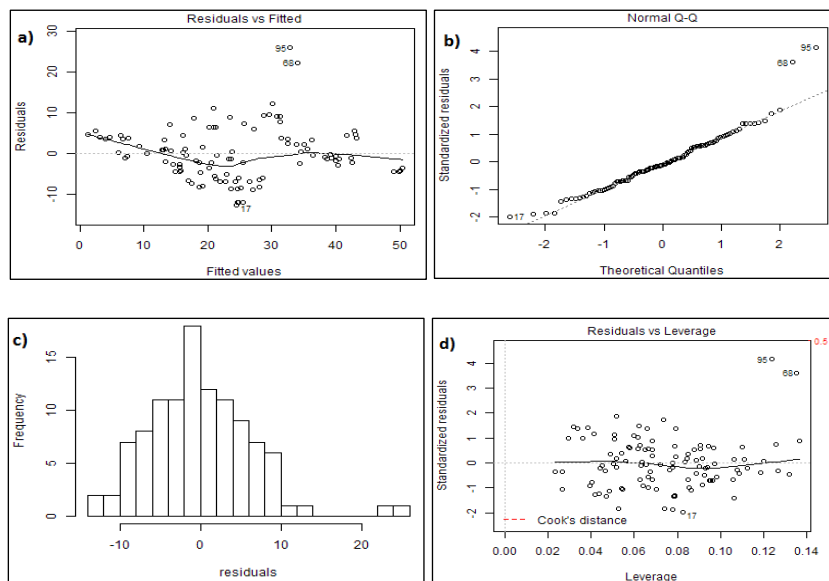 a)
Residuals vs Fitted
Residuals
30
20
10
0
-10
95
68
17
0 10 20 30 40 50
Fitted values
b)
Normal Q-Q
Standardized residuals
4
3
2
1
0
-1
-2
95
68
17
-2 -1 0 1 2
Theoretical Quantiles
c)
Frequency
15
10
5
0
-10 0 10 20
residuals
d)
Residuals vs Leverage
Standardized residuals
4
3
2
1
0
-1
-2
0.5
95
68
17
Cook's distance
0.00 0.02 0.04 0.06 0.08 0.10 0.12 0.14
Leverage